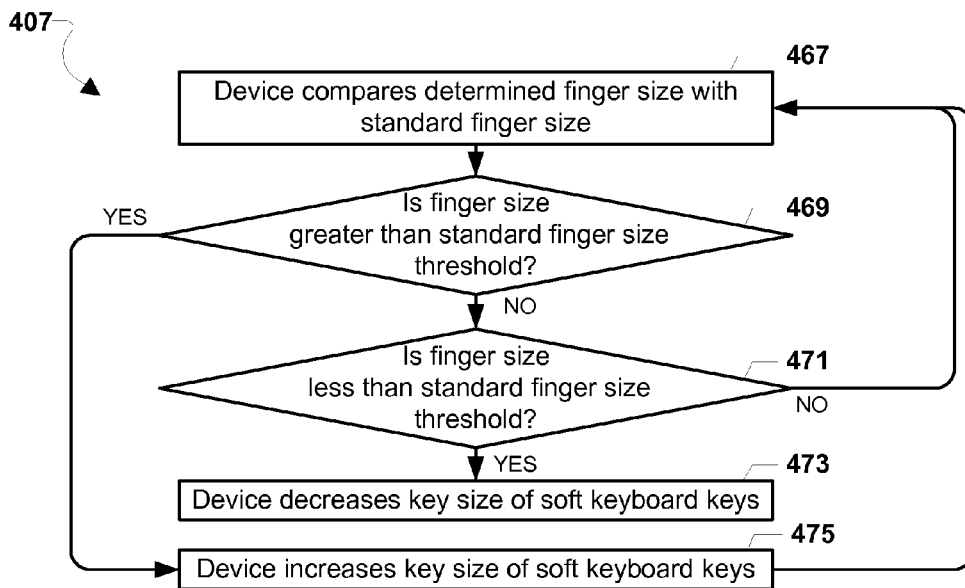 407
467
Device compares determined finger size with
standard finger size
YES
Is finger size
greater than standard finger size
threshold?
469
NO
Is finger size
less than standard finger size
threshold?
471
NO
YES
473
Device decreases key size of soft keyboard keys
475
Device increases key size of soft keyboard keys